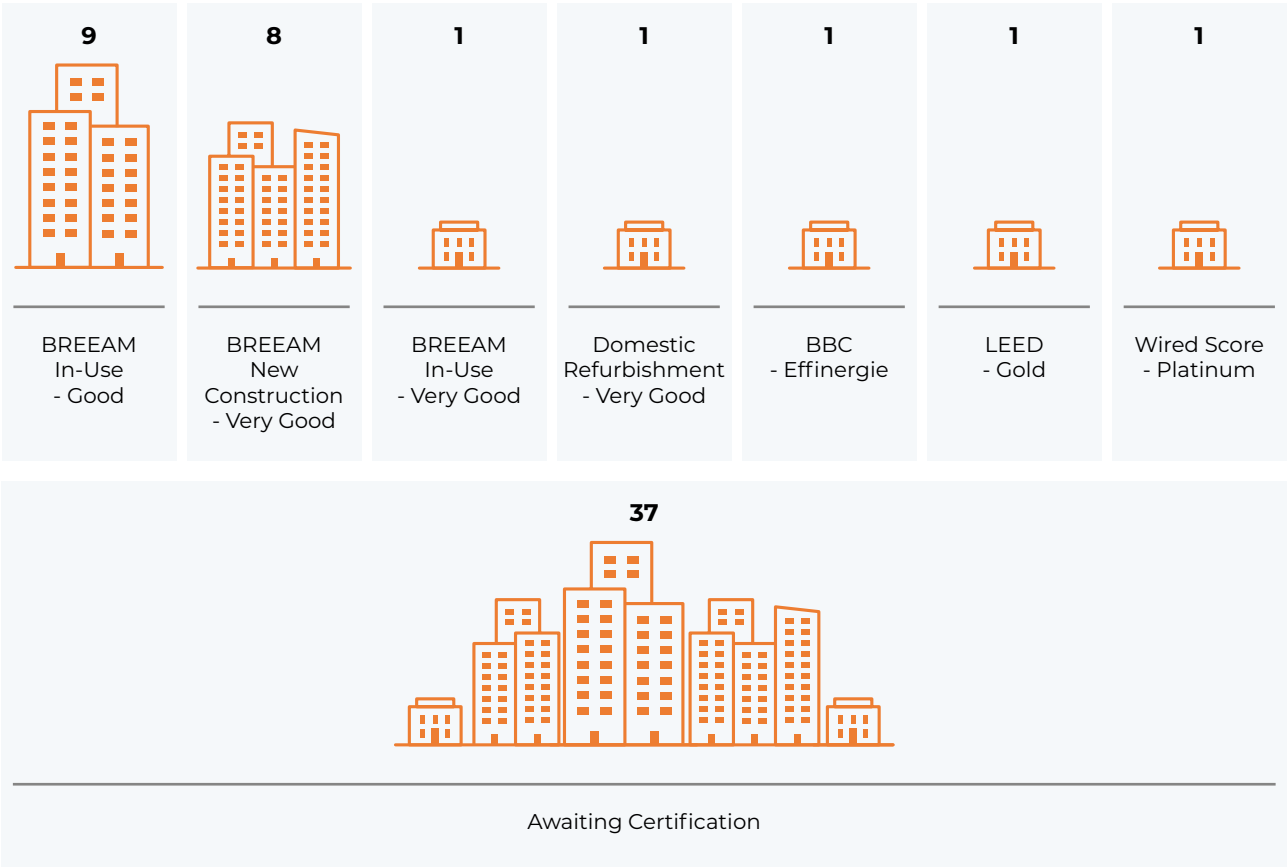 9
BREEAM
In-Use
- Good
8
BREEAM
New
Construction
- Very Good
1
BREEAM
In-Use
- Very Good
1
Domestic
Refurbishment
- Very Good
1
BBC
- Effinergie
1
LEED
- Gold
1
Wired Score
- Platinum
37
Awaiting Certification